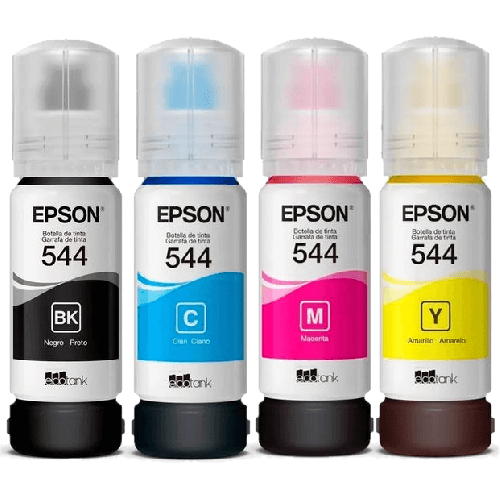 EPSON®
Botella de tinta
Garrafa de tinta
544
BK
Negro Preto
ecotank
EPSON®
Botella de tinta
Garrafa de tinta
544
C
Cian Ciano
ecotank
EPSON®
Botella de tinta
Garrafa de tinta
544
M
Magenta
ecotank
EPSON®
Botella de tinta
Garrafa de tinta
544
Y
Amarillo Amarelo
ecotank